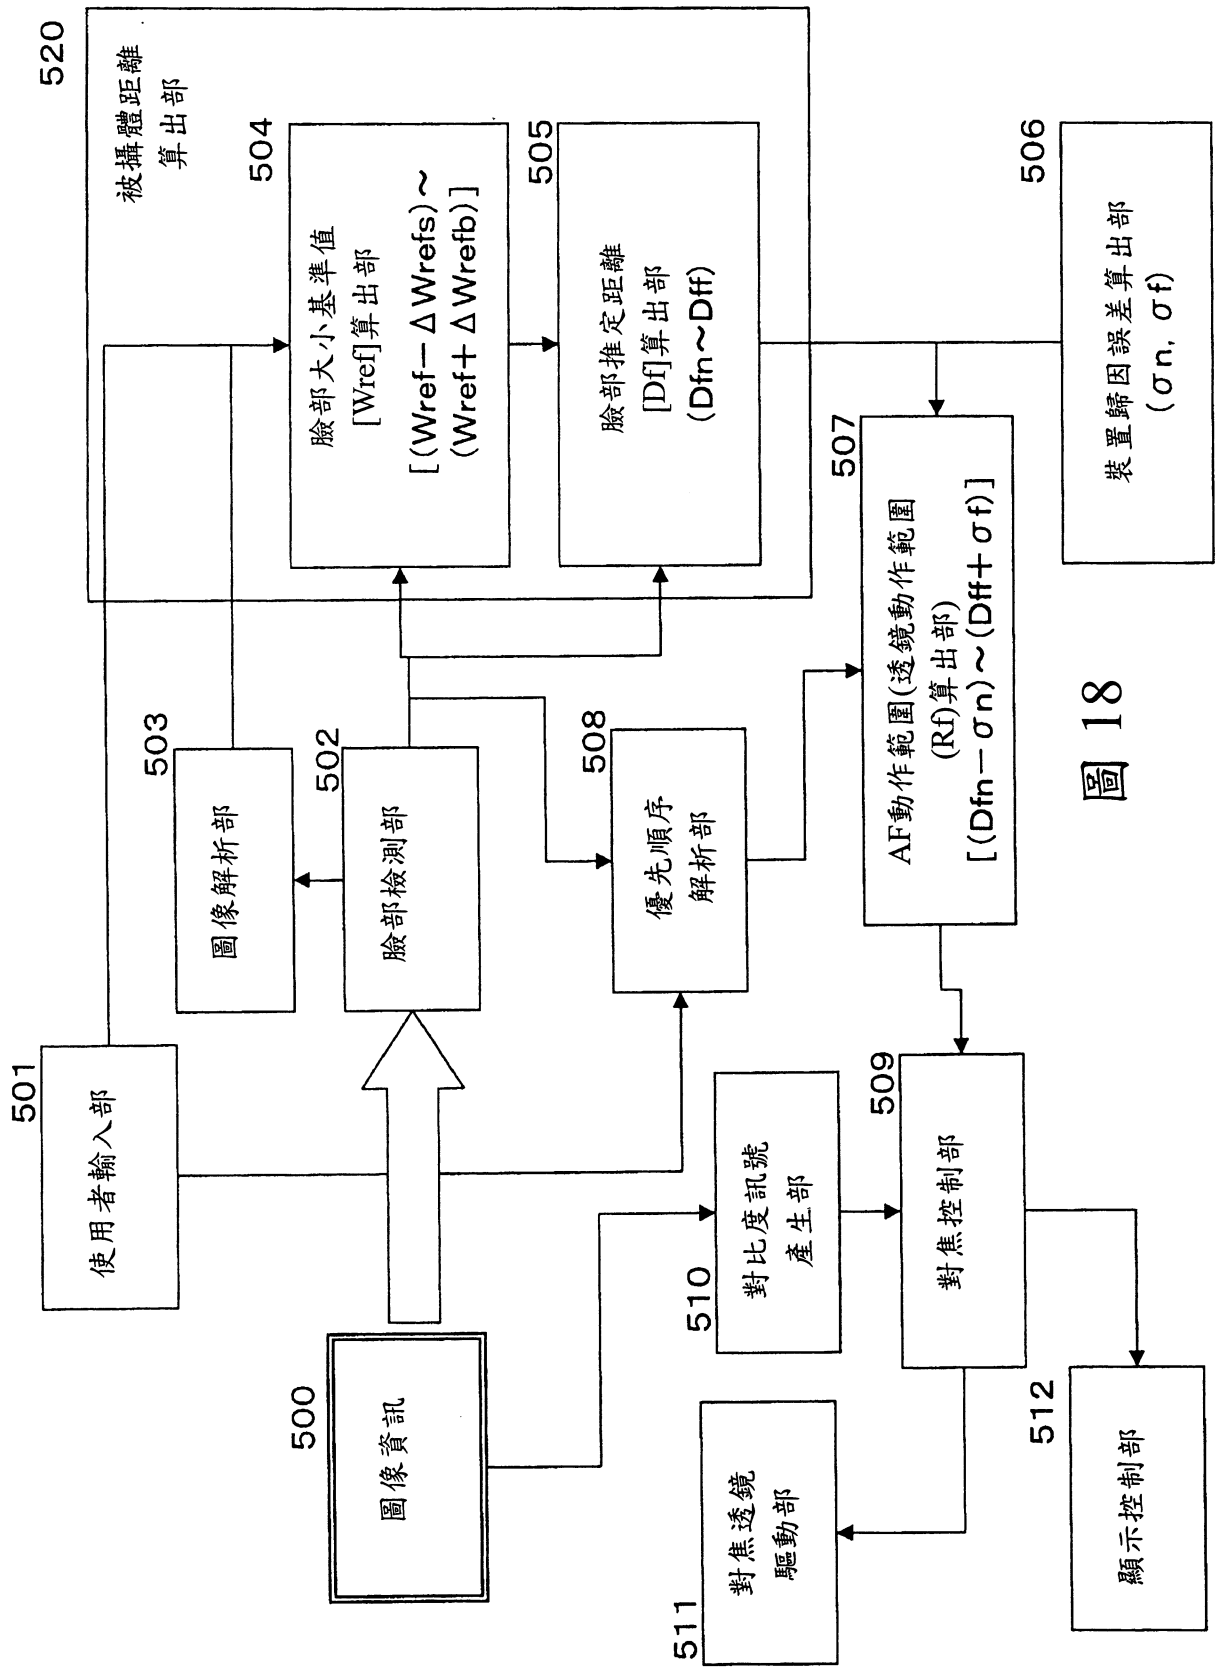 520
被攝體距離
算出部
501
使用者輸入部
503
圖像解析部
504
臉部大小基準值
[Wref]算出部
[(Wref－ΔWrefs)～
(Wref＋ΔWrefb)]
500
圖像資訊
502
臉部檢測部
505
臉部推定距離
[Df]算出部
(Dfn～Dff)
508
優先順序
解析部
510
對比度訊號
產生部
511
對焦透鏡
驅動部
509
對焦控制部
507
AF動作範圍(透鏡動作範圍
(Rf)算出部)
[(Dfn－σn)～(Dff＋σf)]
506
裝置歸因誤差算出部
(σn, σf)
512
顯示控制部
圖 18